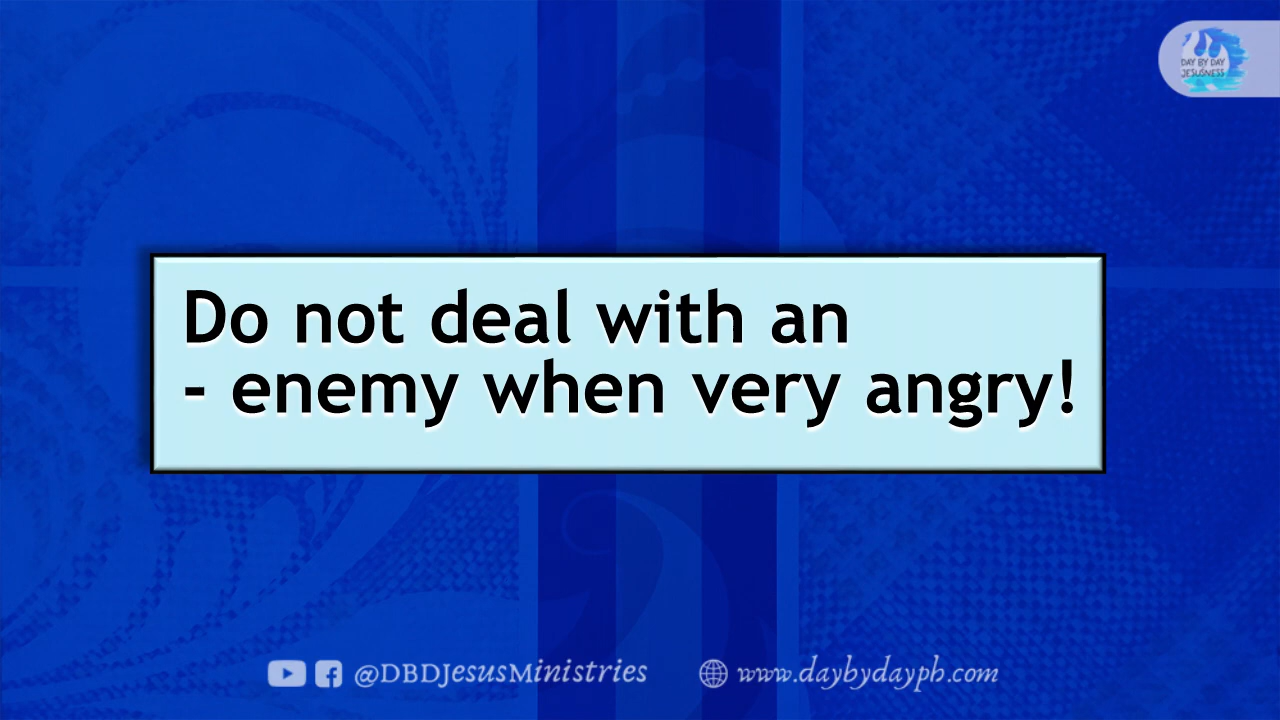 DAY BY DAY
JESUSNESS
Do not deal with an
- enemy when very angry!
@DBDJesusMinistries
www.daybydayph.com